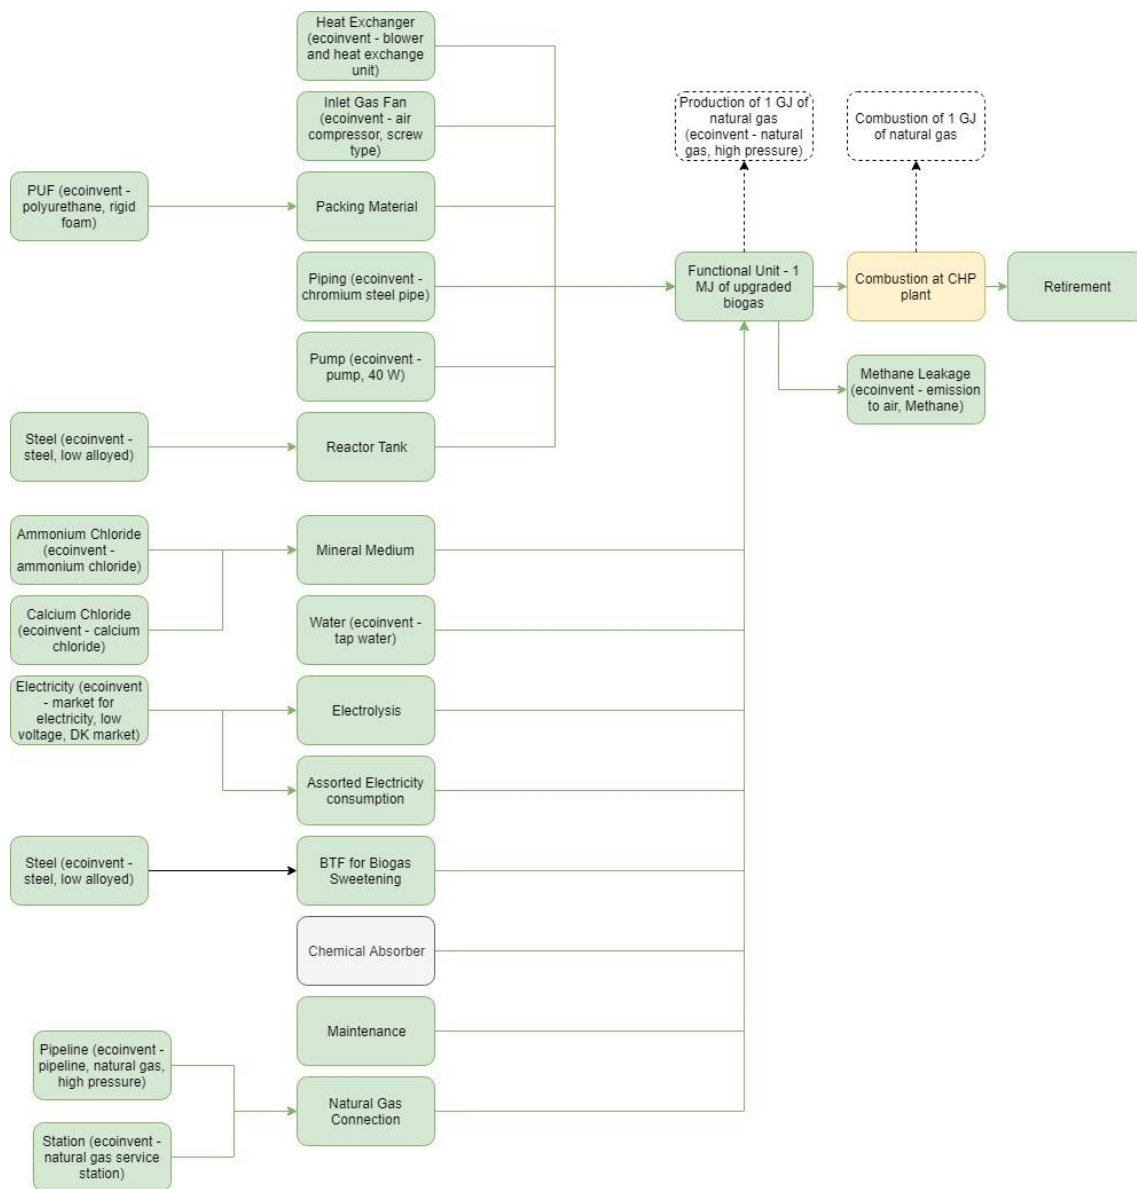 Heat Exchanger
(ecoinvent - blower
and heat exchange
unit)
Inlet Gas Fan
(ecoinvent - air
compressor, screw
type)
Production of 1 GJ of
natural gas
(ecoinvent - natural
gas, high pressure)
Combustion of 1 GJ
of natural gas
PUF (ecoinvent -
polyurethane, rigid
foam)
Packing Material
Piping (ecoinvent -
chromium steel pipe)
Functional Unit - 1
MJ of upgraded
biogas
Combustion at CHP
plant
Retirement
Pump (ecoinvent -
pump, 40 W)
Methane Leakage
(ecoinvent - emission
to air, Methane)
Steel (ecoinvent -
steel, low alloyed)
Reactor Tank
Ammonium Chloride
(ecoinvent -
ammonium chloride)
Mineral Medium
Calcium Chloride
(ecoinvent - calcium
chloride)
Water (ecoinvent -
tap water)
Electricity (ecoinvent
- market for
electricity, low
voltage, DK market)
Electrolysis
Assorted Electricity
consumption
Steel (ecoinvent -
steel, low alloyed)
BTF for Biogas
Sweetening
Chemical Absorber
Maintenance
Pipeline (ecoinvent -
pipeline, natural gas,
high pressure)
Natural Gas
Connection
Station (ecoinvent -
natural gas service
station)